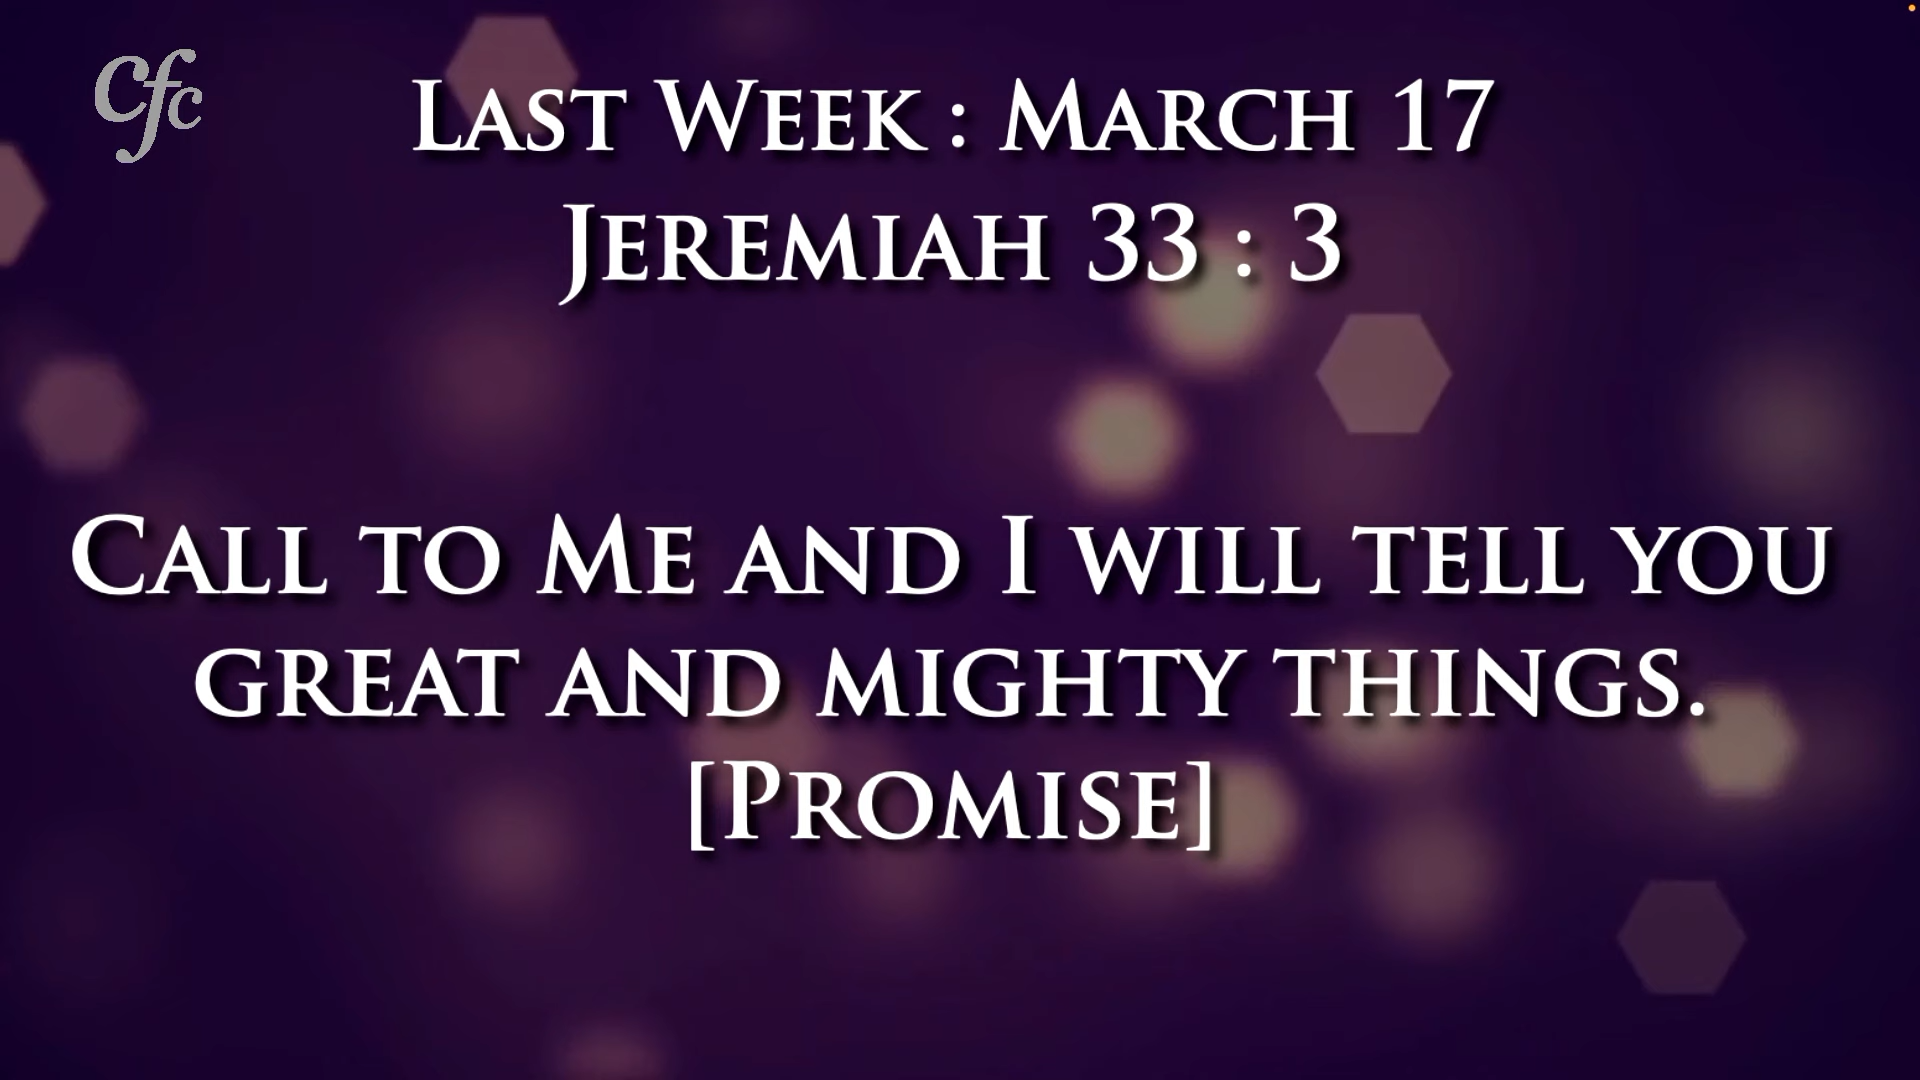 cfc
Last Week : March 17
Jeremiah 33 : 3
Call to Me and I will tell you
great and mighty things.
[Promise]